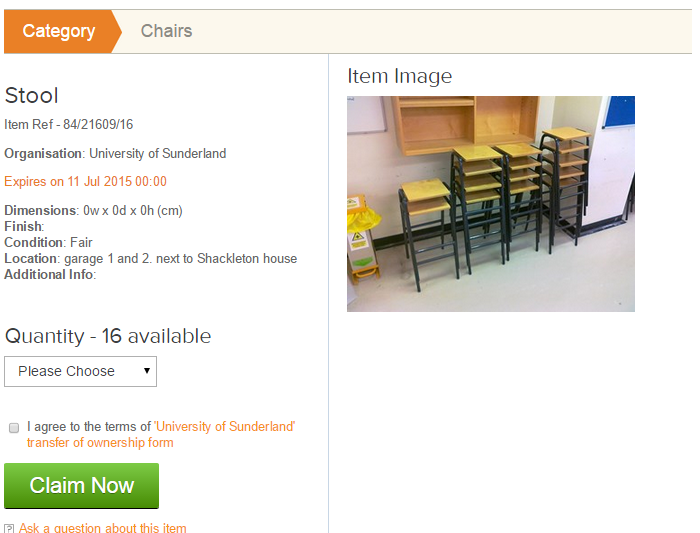 Category
Chairs
Stool
Item Ref - 84/21609/16
Organisation: University of Sunderland
Expires on 11 Jul 2015 00:00
Dimensions: 0w x 0d x 0h (cm)
Finish:
Condition: Fair
Location: garage 1 and 2. next to Shackleton house
Additional Info:
Quantity - 16 available
Please Choose
I agree to the terms of 'University of Sunderland'
transfer of ownership form
Claim Now
? Ask a question about this item
Item Image